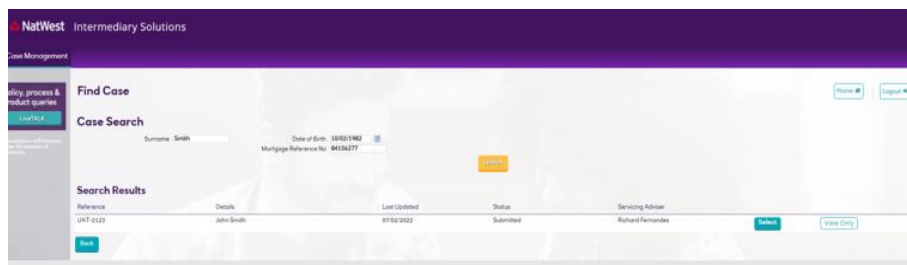 NatWest Intermediary Solutions
Case Management
olicy, process &
roduct queries
LiveTALK
Find Case
Home
Logout
Case Search
Surname Smith
Date of Birth 10/02/1982
Mortgage Reference No 84156277
Search
Search Results
Reference Details Last Updated Status Servicing Adviser
UAT-2123 John Smith 07/02/2022 Submitted Richard Fernandes Select View Only
Back